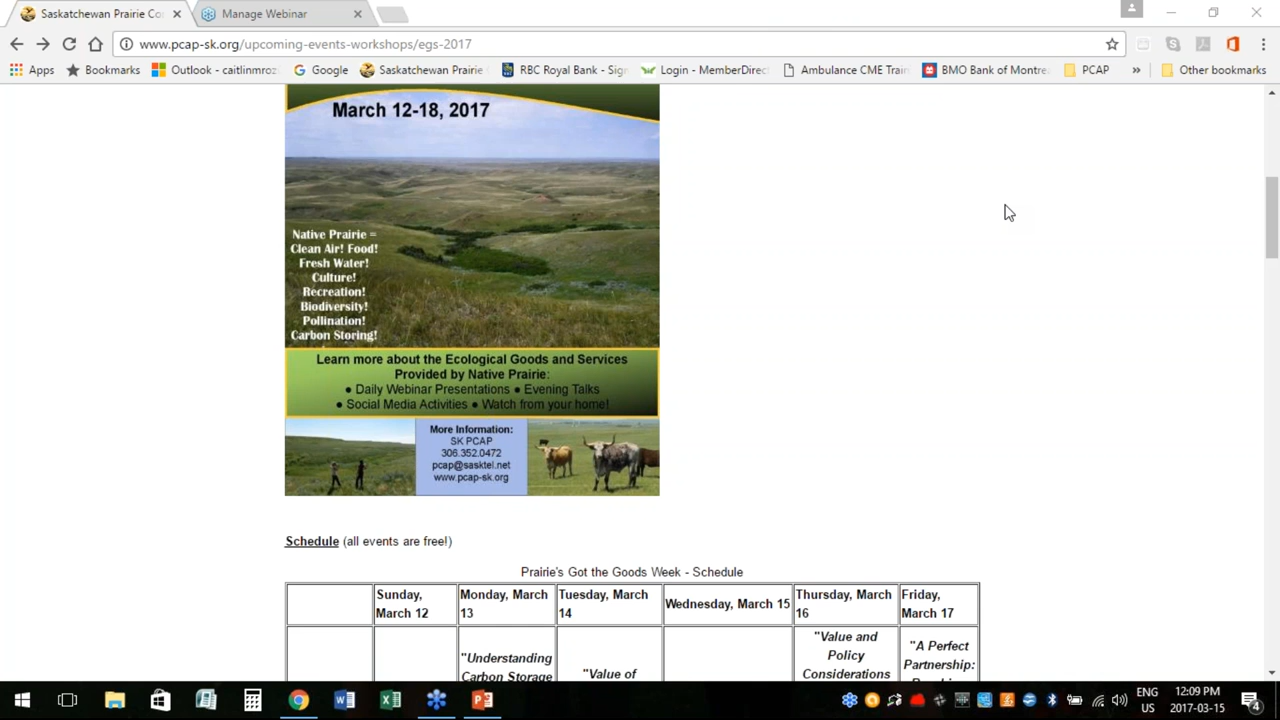 Saskatchewan Prairie Co
Manage Webinar
www.pcap-sk.org/upcoming-events-workshops/egs-2017
Apps
Bookmarks
Outlook - caitlinmroz
Google
Saskatchewan Prairie
RBC Royal Bank - Sig
Login - MemberDirec
Ambulance CME Train
BMO Bank of Montre
PCAP
»
Other bookmarks
March 12-18, 2017
Native Prairie =
Clean Air! Food!
Fresh Water!
Culture!
Recreation!
Biodiversity!
Pollination!
Carbon Storing!
Learn more about the Ecological Goods and Services
Provided by Native Prairie:
● Daily Webinar Presentations ● Evening Talks
● Social Media Activities ● Watch from your home!
More Information:
SK PCAP
306.352.0472
pcap@sasktel.net
www.pcap-sk.org
Schedule (all events are free!)
Prairie's Got the Goods Week - Schedule
Sunday,
March 12
Monday, March
13
Tuesday, March
14
Wednesday, March 15
Thursday, March
16
Friday,
March 17
"Understanding
Carbon Storage
"Value of
"Value and
Policy
Considerations
"A Perfect
Partnership:
ENG
US
12:09 PM
2017-03-15
4